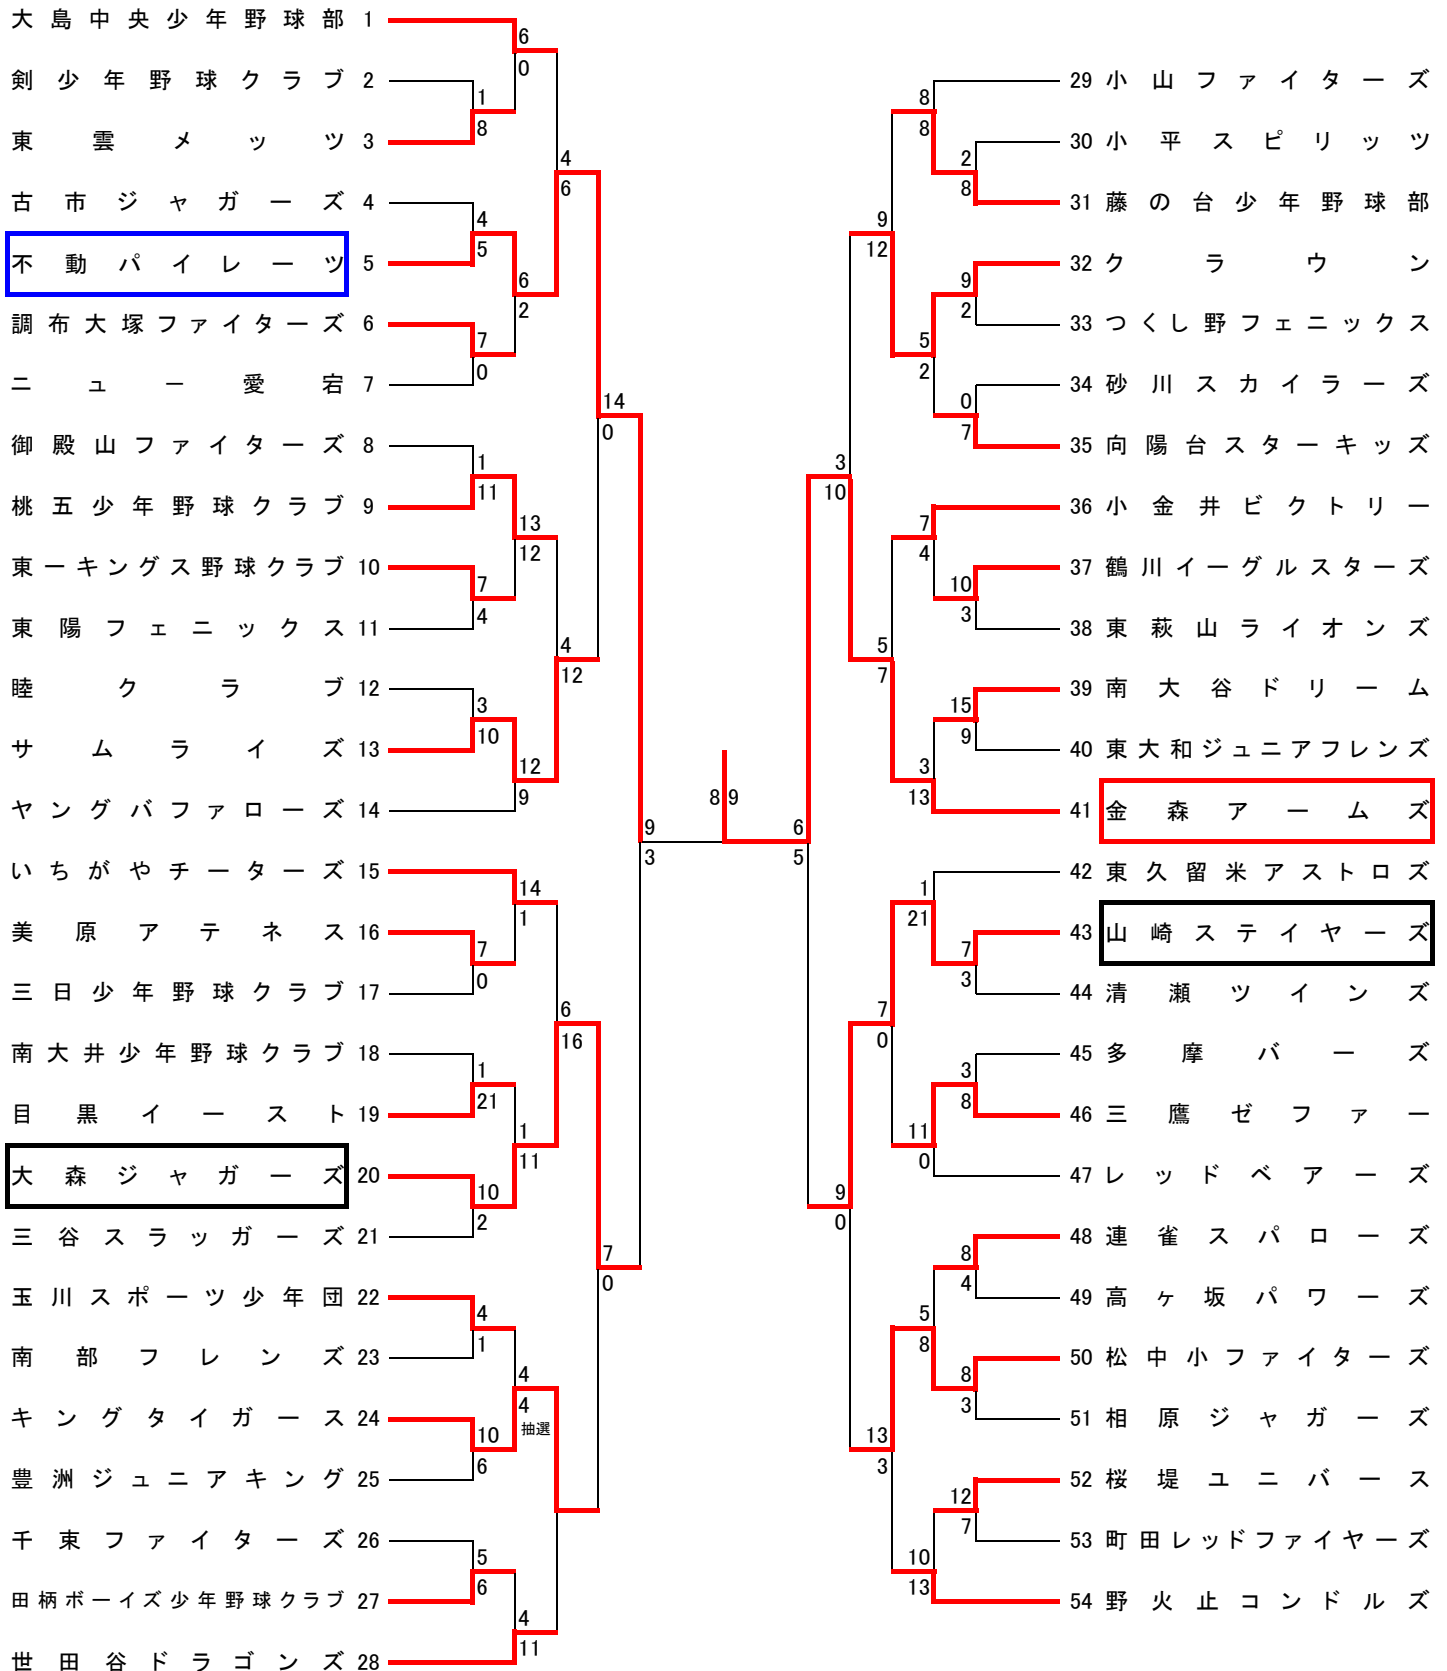 大島中央少年野球部 1
剣少年野球クラブ 2
東雲メッツ 3
古市ジャガーズ 4
不動パイレーツ 5
調布大塚ファイターズ 6
ニュー愛宕 7
御殿山ファイターズ 8
桃五少年野球クラブ 9
東一キングス野球クラブ 10
東陽フェニックス 11
睦クラブ 12
サムライズ 13
ヤングバファローズ 14
いちがやチーターズ 15
美原アテネス 16
三日少年野球クラブ 17
南大井少年野球クラブ 18
目黒イースト 19
大森ジャガーズ 20
三谷スラッガーズ 21
玉川スポーツ少年団 22
南部フレンズ 23
キングタイガース 24
豊洲ジュニアキング 25
千東ファイターズ 26
田柄ボーイズ少年野球クラブ 27
世田谷ドラゴンズ 28
6
0
1
8
4
6
4
5
6
2
7
0
14
0
1
11
13
12
7
4
4
12
3
10
12
9
9
3
14
1
7
0
6
16
1
21
1
11
10
2
7
0
4
1
4
4
抽選
10
6
5
6
4
11
8 9
29 小山ファイターズ
30 小平スピリッツ
31 藤の台少年野球部
32 クラウン
33 つくし野フェニックス
34 砂川スカイラーズ
35 向陽台スターキッズ
36 小金井ビクトリー
37 鶴川イーグルスターズ
38 東萩山ライオンズ
39 南大谷ドリーム
40 東大和ジュニアフレンズ
41 金森アームズ
42 東久留米アストロズ
43 山崎ステイヤーズ
44 清瀬ツインズ
45 多摩バーズ
46 三鷹ゼファー
47 レッドベアーズ
48 連雀スパローズ
49 高ヶ坂パワーズ
50 松中小ファイターズ
51 相原ジャガーズ
52 桜堤ユニバース
53 町田レッドファイヤーズ
54 野火止コンドルズ
8
8
2
8
9
12
9
2
5
2
0
7
3
10
7
4
10
3
5
7
15
9
3
13
6
5
1
21
7
3
7
0
3
8
11
0
9
0
8
4
5
8
8
3
13
3
12
7
10
13